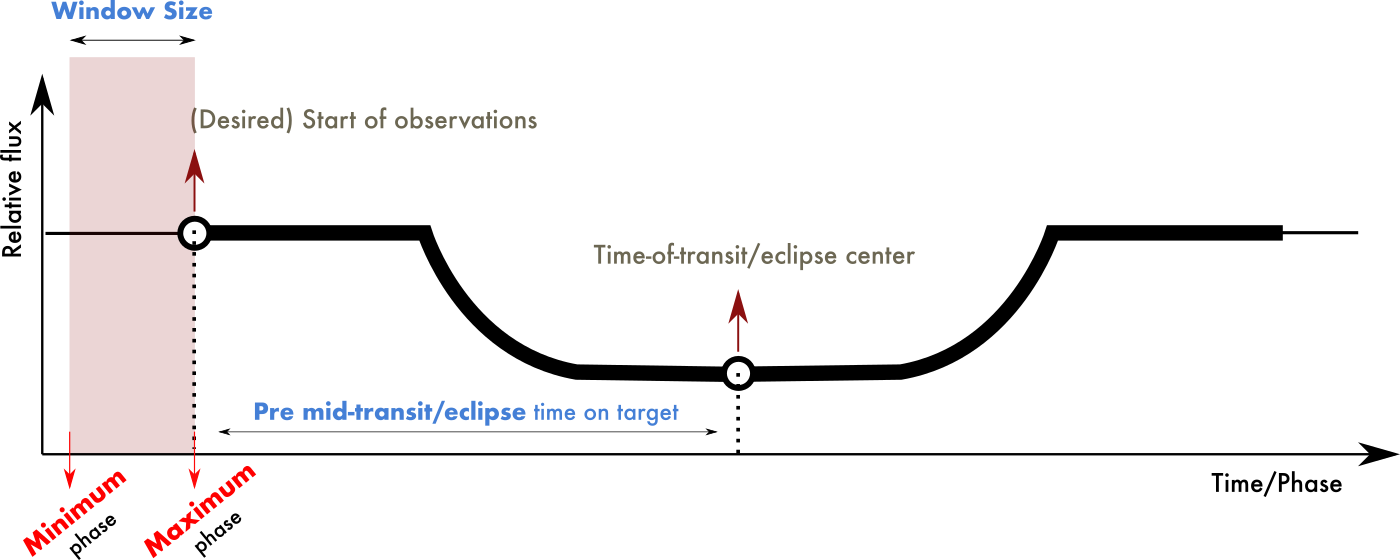 Window Size
(Desired) Start of observations
Relative flux
Time-of-transit/eclipse center
Pre mid-transit/eclipse time on target
Time/Phase
Minimum
phase
Maximum
phase